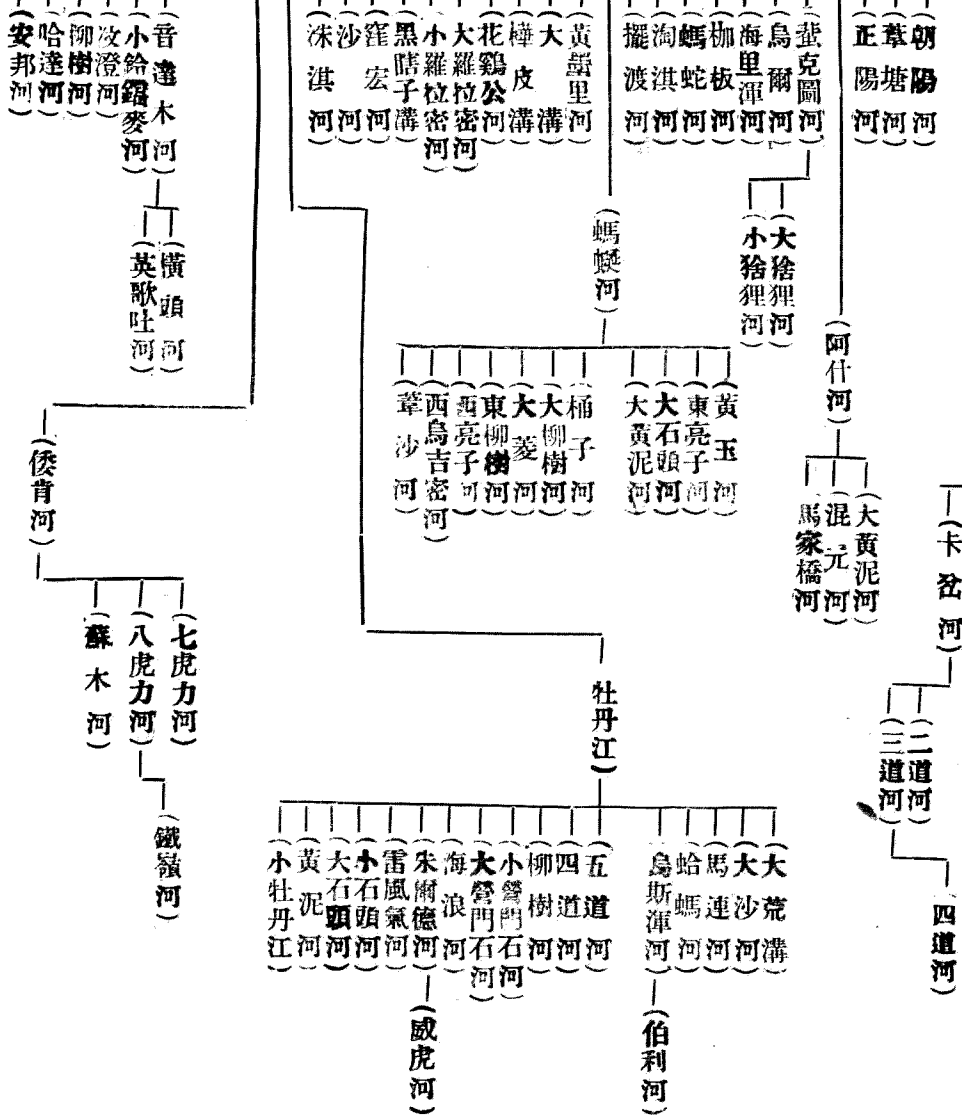 （朝陽河）
（葦塘河）
（正陽河）
（蜚克圖河）
（烏爾河）
（海里渾河）
（枷板河）
（螞蛇河）
（淘淇河）
（擺渡河）
（黃魯里河）
（大溝）
（樺皮溝）
（花鷄公河）
（大羅拉密河）
（小羅拉密河）
（黑瞎子溝）
（窪宏河）
（沙河）
（洙淇河）
（音達木河）
（小鈴鐺麥河）
（汶澄河）
（柳樹河）
（哈達河）
（安邦河）
（大猞狸河）
（小猞狸河）
（螞蜒河）
（橫頭河）
（英歌吐河）
（阿什河）
（黃玉河）
（東亮子河）
（大石頭河）
（大黃泥河）
（桶子河）
（大柳樹河）
（大菱河）
（東柳樹河）
（西亮子河）
（西烏吉密河）
（葦沙河）
（倭肯河）
（大黃泥河）
（混元河）
（馬家橋河）
（卡岔河）
（七虎力河）
（八虎力河）
（蘇木河）
牡丹江）
（二道河）
（三道河）
（鐵嶺河）
（大荒溝）
（大沙河）
（馬連河）
（蛤螞河）
（烏斯渾河）
（五道河）
（四道河）
（柳樹河）
（小營門石河）
（大營門石河）
（海浪河）
（朱爾德河）
（雷風氣河）
（小石頭河）
（大石頭河）
（黃泥河）
（小牡丹江）
（四道河）
（伯利河）
（威虎河）